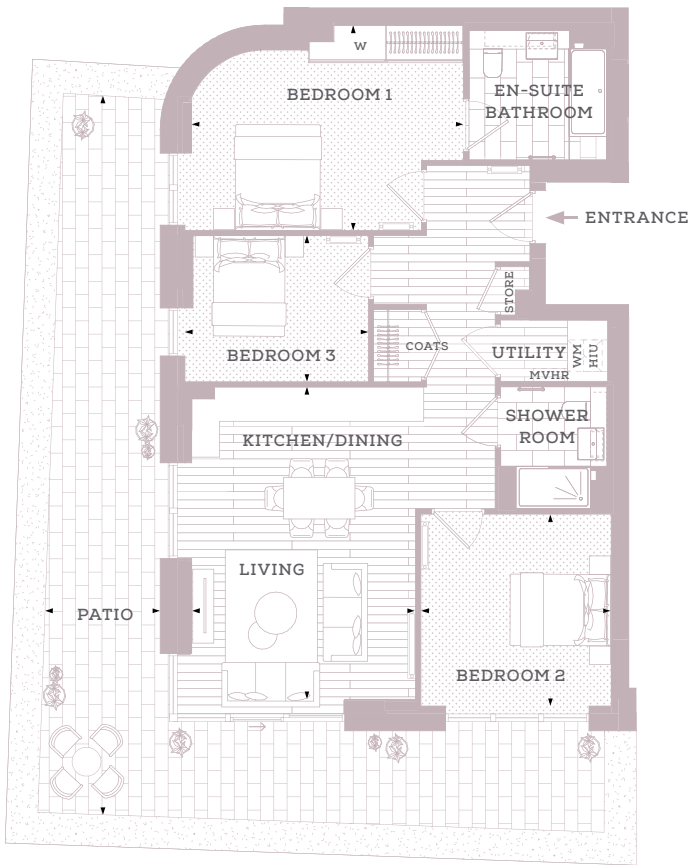 W
BEDROOM 1
EN-SUITE
BATHROOM
ENTRANCE
STORE
COATS
BEDROOM 3
UTILITY
WM
HIU
MVHR
SHOWER
ROOM
KITCHEN/DINING
LIVING
PATIO
BEDROOM 2